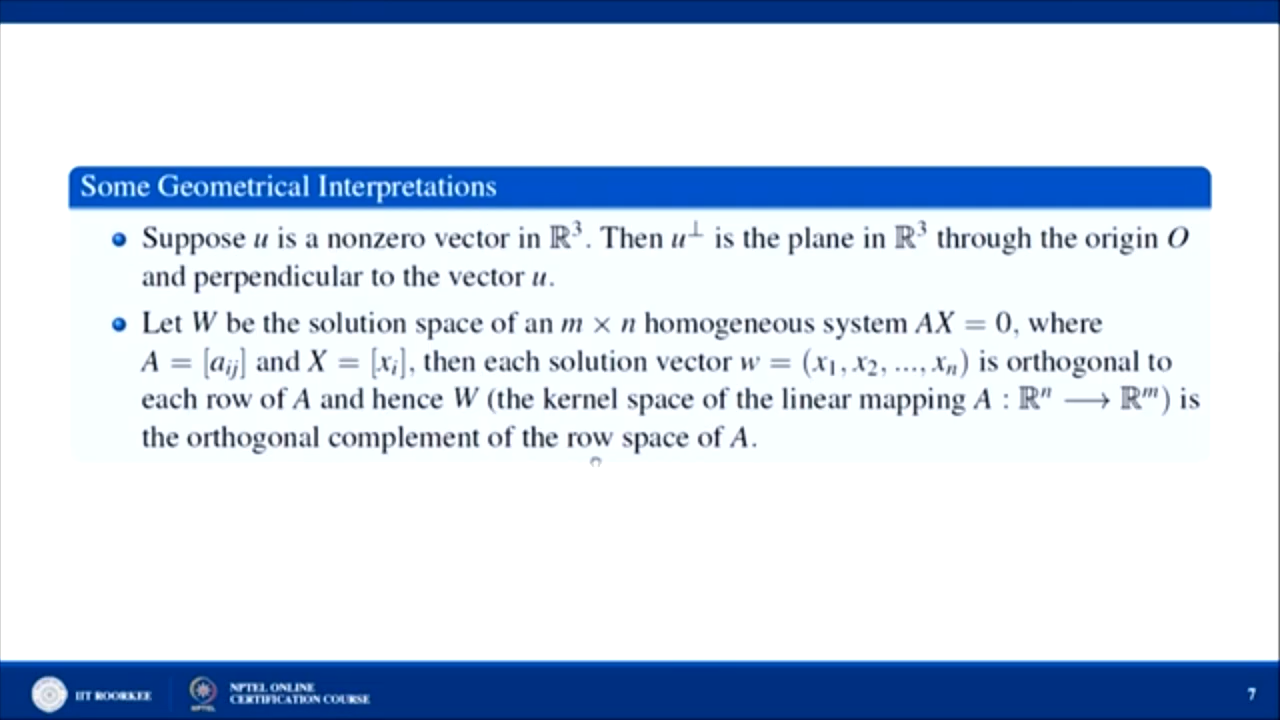 Some Geometrical Interpretations
Suppose u is a nonzero vector in ℝ³. Then u⊥ is the plane in ℝ³ through the origin O
and perpendicular to the vector u.
Let W be the solution space of an m × n homogeneous system AX = 0, where
A = [aᵢⱼ] and X = [xᵢ], then each solution vector w = (x₁, x₂, ..., xₙ) is orthogonal to
each row of A and hence W (the kernel space of the linear mapping A : ℝⁿ ⟶ ℝᵐ) is
the orthogonal complement of the row space of A.
IIT ROORKEE
NPTEL
NPTEL ONLINE
CERTIFICATION COURSE
7